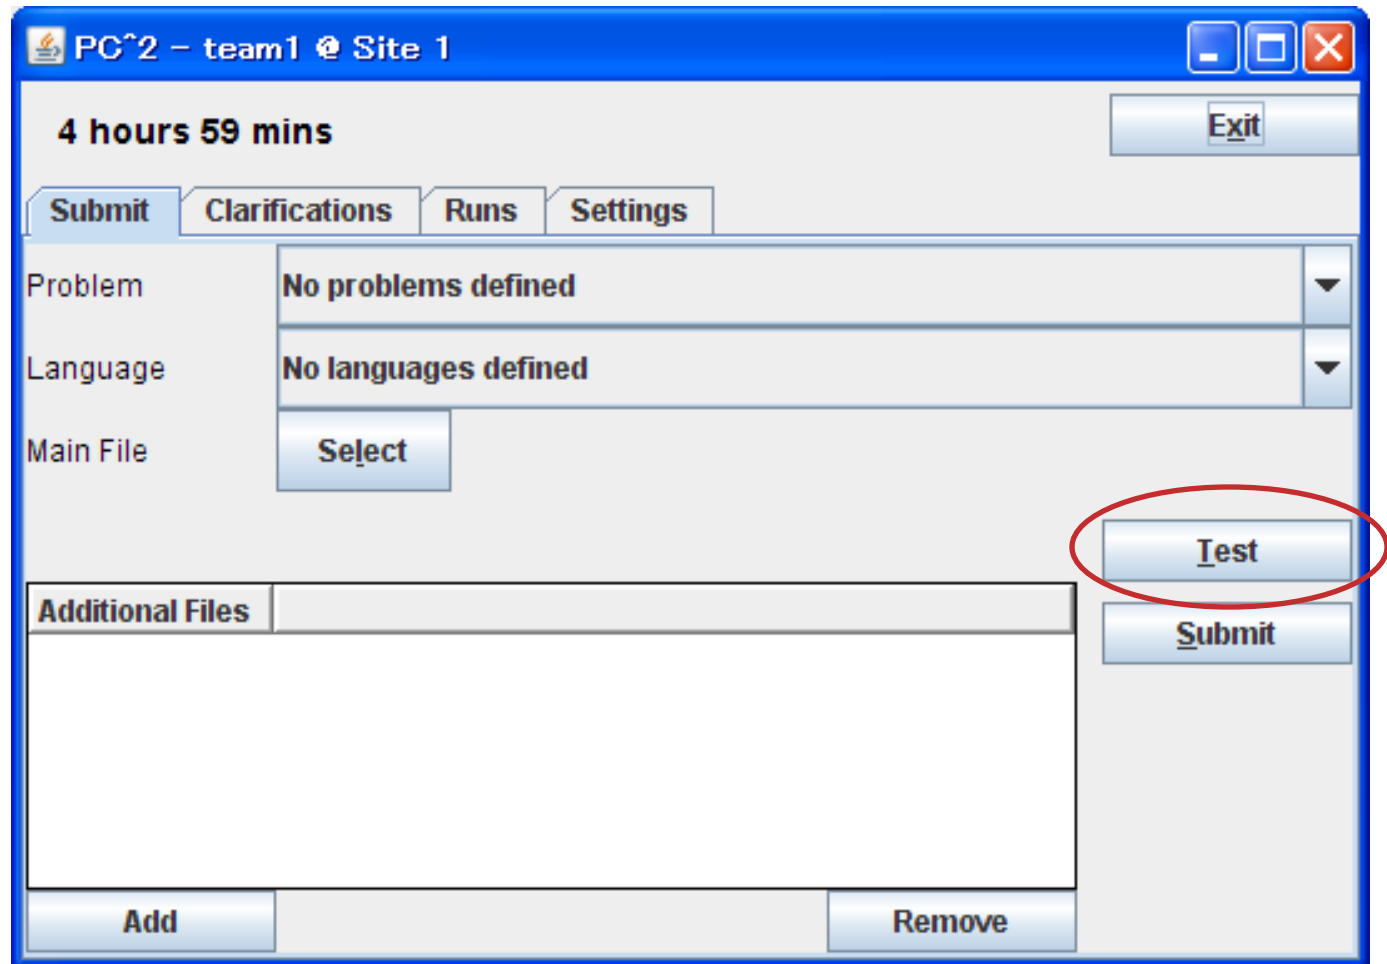 PC^2 - team1 @ Site 1
4 hours 59 mins
Exit
Submit Clarifications Runs Settings
Problem No problems defined
Language No languages defined
Main File Select
Test
Additional Files
Submit
Add Remove